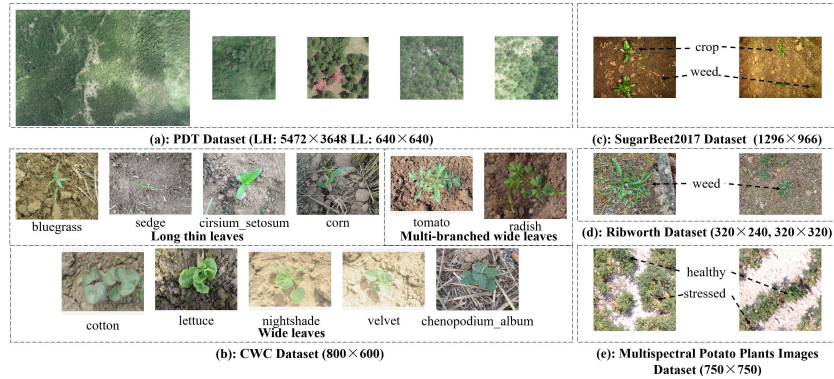 (a): PDT Dataset (LH: 5472×3648 LL: 640×640)
crop
weed
(c): SugarBeet2017 Dataset (1296×966)
bluegrass
sedge
cirsium_setosum
corn
Long thin leaves
tomato
radish
Multi-branched wide leaves
weed
(d): Ribworth Dataset (320×240, 320×320)
cotton
lettuce
nightshade
velvet
chenopodium_album
Wide leaves
(b): CWC Dataset (800×600)
healthy
stressed
(e): Multispectral Potato Plants Images
Dataset (750×750)